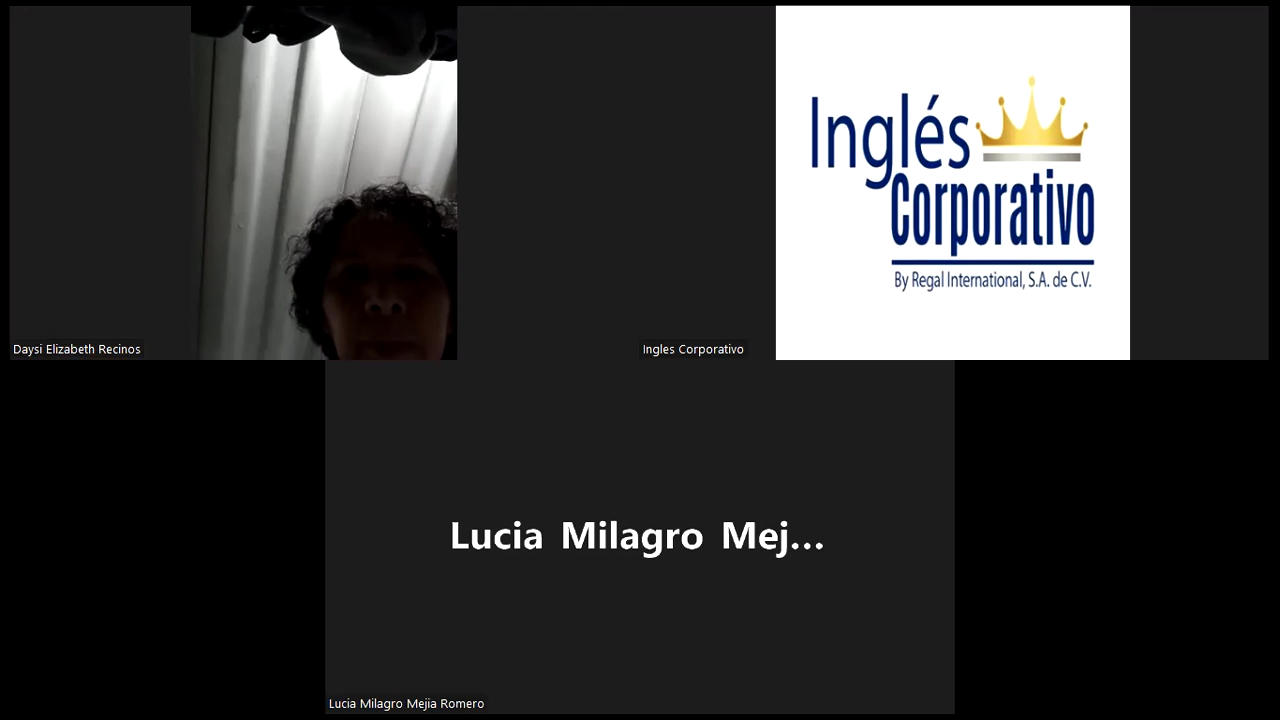 Inglés
Corporativo
By Regal International, S.A. de C.V.
Daysi Elizabeth Recinos
Ingles Corporativo
Lucia Milagro Mej...
Lucia Milagro Mejia Romero